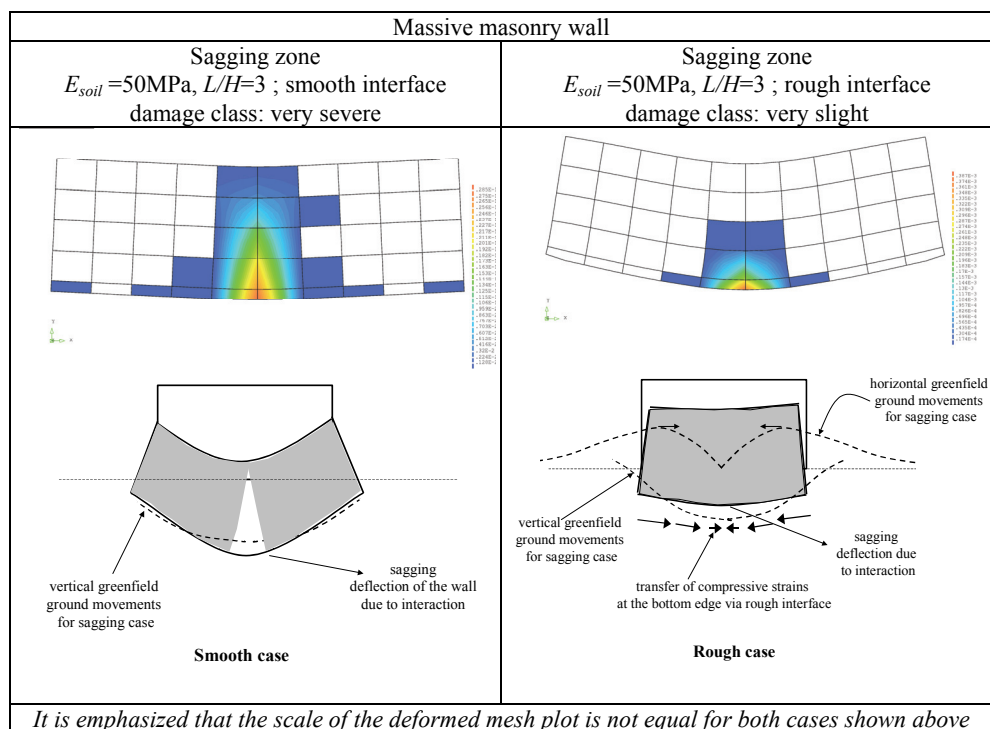 Massive masonry wall
Sagging zone
E_soil =50MPa, L/H=3 ; smooth interface
damage class: very severe
Sagging zone
E_soil =50MPa, L/H=3 ; rough interface
damage class: very slight
Y
X
Y
X
vertical greenfield
ground movements
for sagging case
sagging
deflection of the wall
due to interaction
Smooth case
horizontal greenfield
ground movements
for sagging case
vertical greenfield
ground movements
for sagging case
sagging
deflection due
to interaction
transfer of compressive strains
at the bottom edge via rough interface
Rough case
It is emphasized that the scale of the deformed mesh plot is not equal for both cases shown above